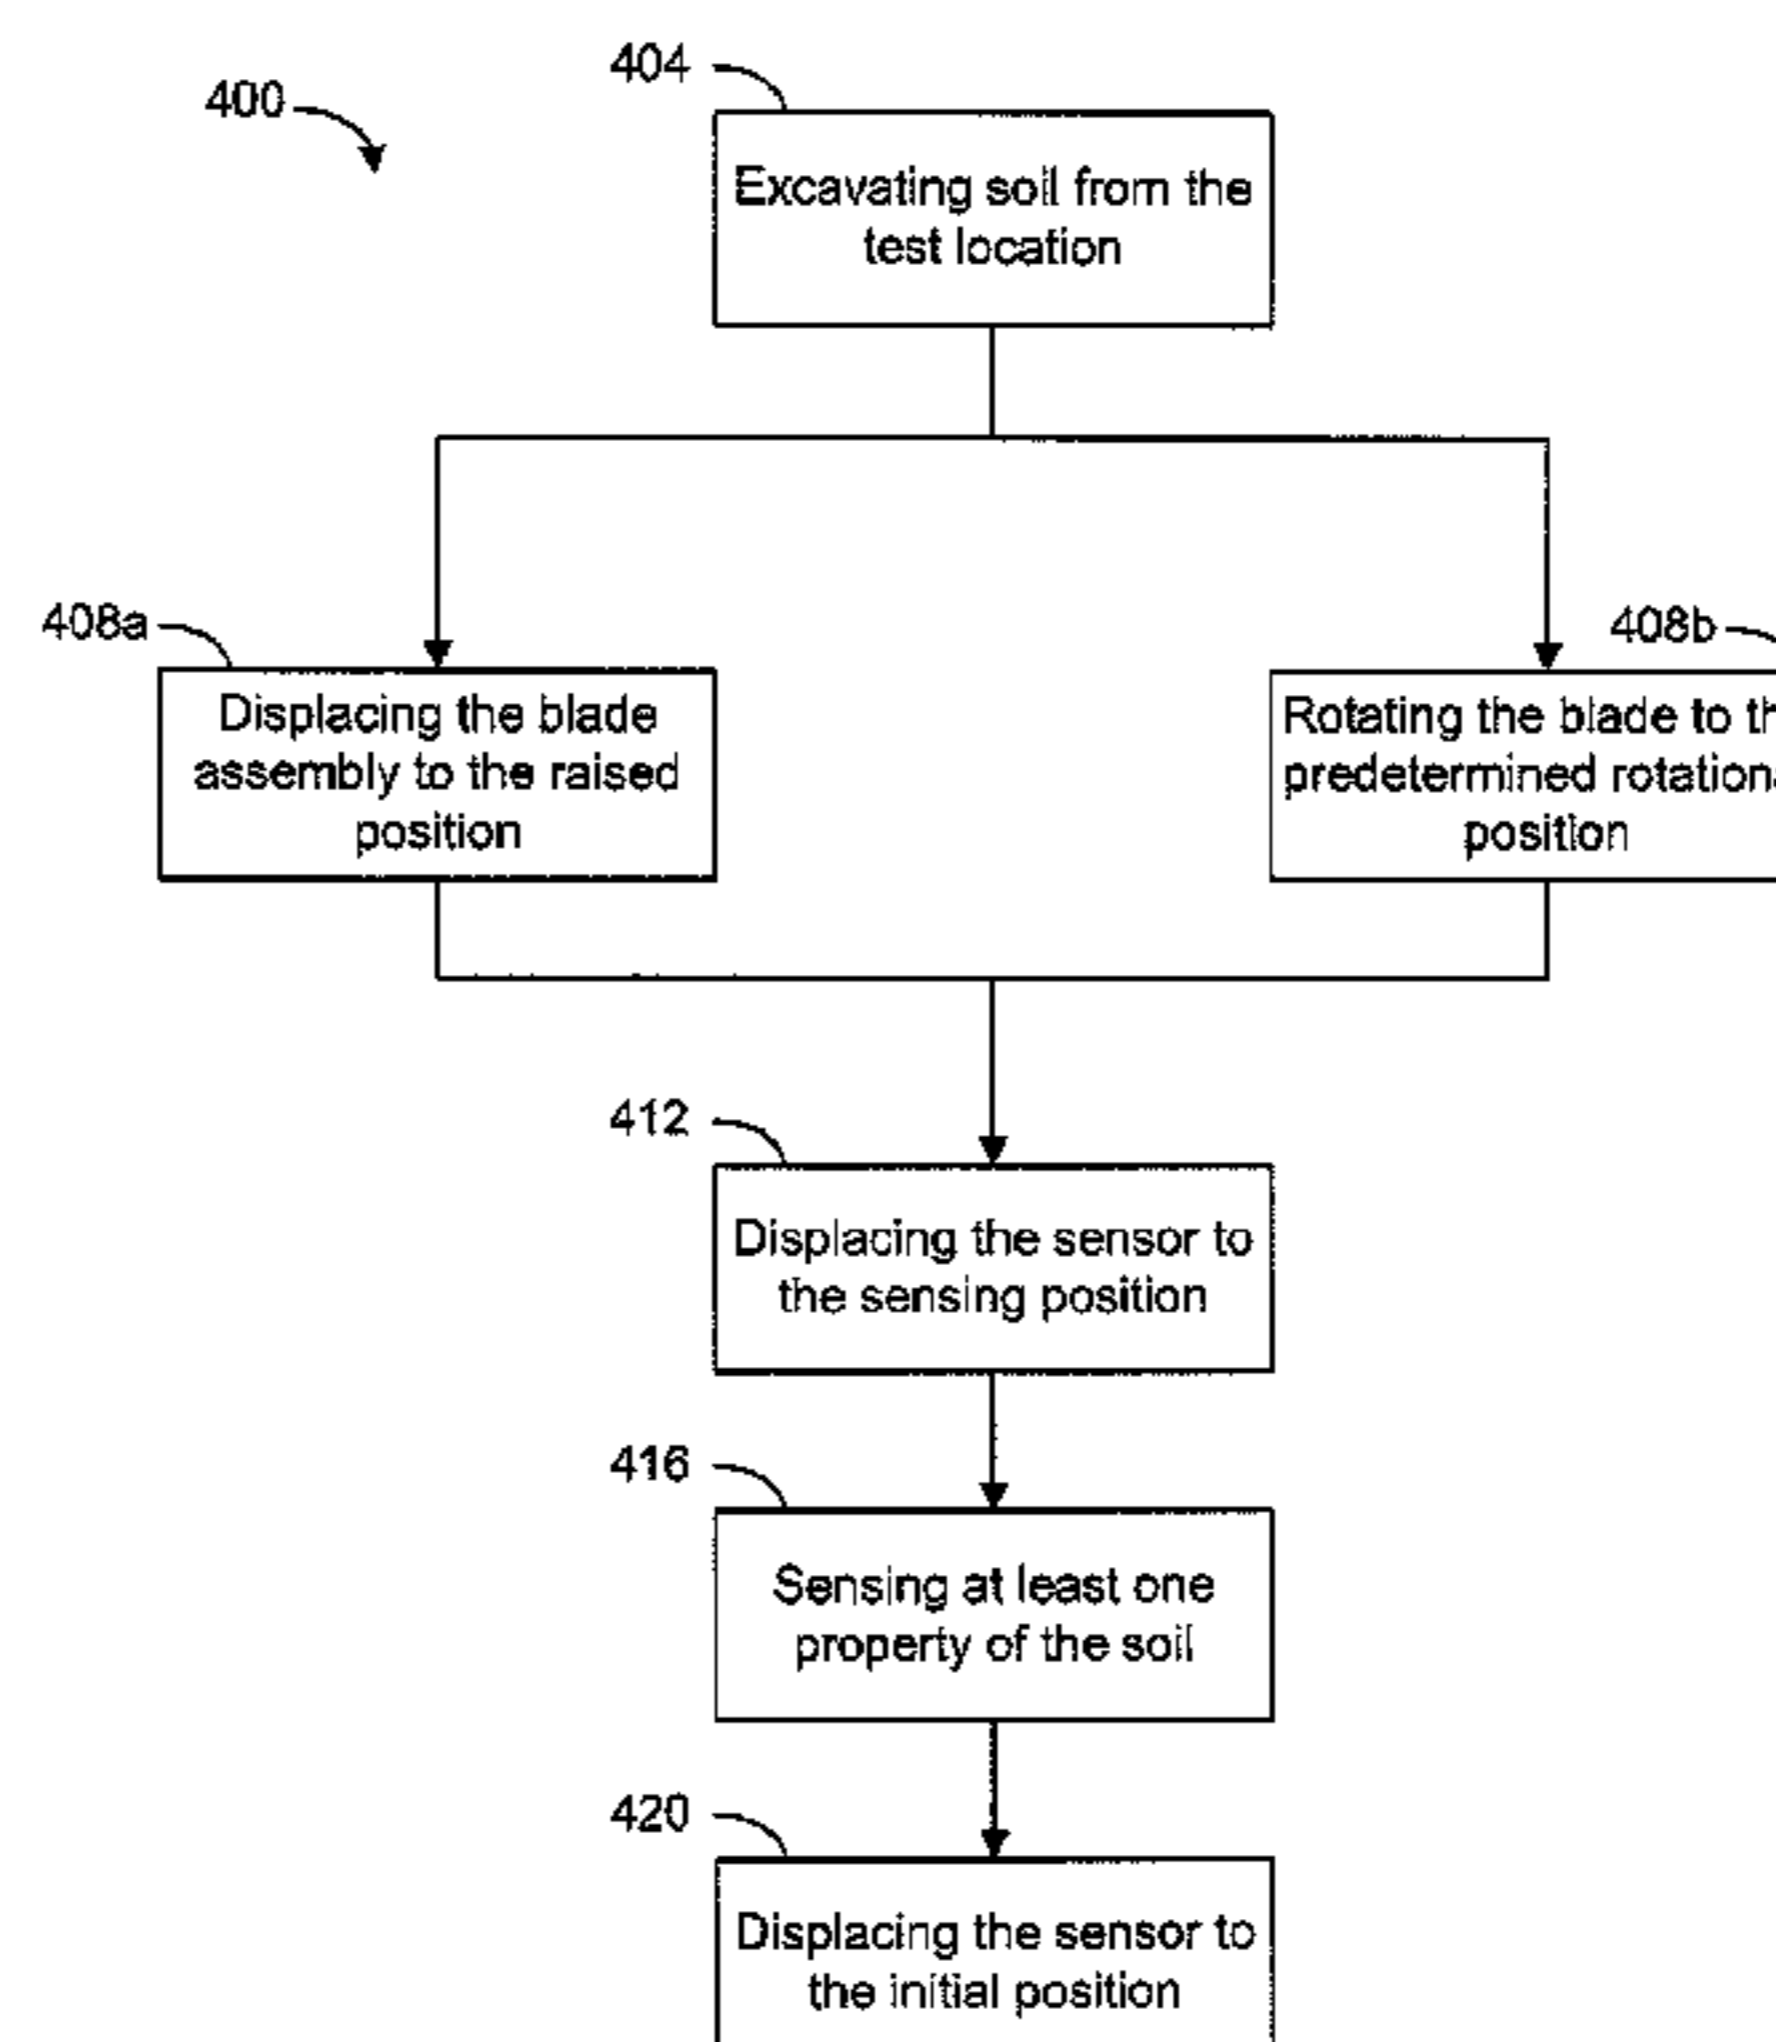 404
400
Excavating soil from the
test location
408a
408b
Displacing the blade
assembly to the raised
position
Rotating the blade to th
predetermined rotiona
position
412
Displacing the sensor to
the sensing position
416
Sensing at least one
property of the soil
420
Displacing the sensor to
the initial position